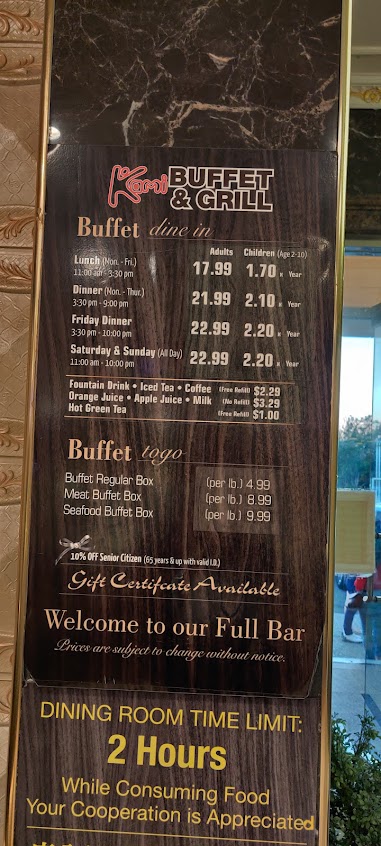 Kami BUFFET
& GRILL
Buffet dine in
Adults Children (Age 2-10)
Lunch (Non. - Fri.)
11:00 am - 3:30 pm
17.99 1.70 x Year
Dinner (Non. - Thur.)
3:30 pm - 9:00 pm
21.99 2.10 x Year
Friday Dinner
3:30 pm - 10:00 pm
22.99 2.20 x Year
Saturday & Sunday (All Day)
11:00 am - 10:00 pm
22.99 2.20 x Year
Fountain Drink • Iced Tea • Coffee (Free Refill) $2.29
Orange Juice • Apple Juice • Milk (No Refill) $3.29
Hot Green Tea (Free Refill) $1.00
Buffet togo
Buffet Regular Box (per lb.) 4.99
Meat Buffet Box (per lb.) 8.99
Seafood Buffet Box (per lb.) 9.99
10% OFF Senior Citizen (65 years & up with valid I.D.)
Gift Certifcate Available
Welcome to our Full Bar
Prices are subject to change without notice.
DINING ROOM TIME LIMIT:
2 Hours
While Consuming Food
Your Cooperation is Appreciated